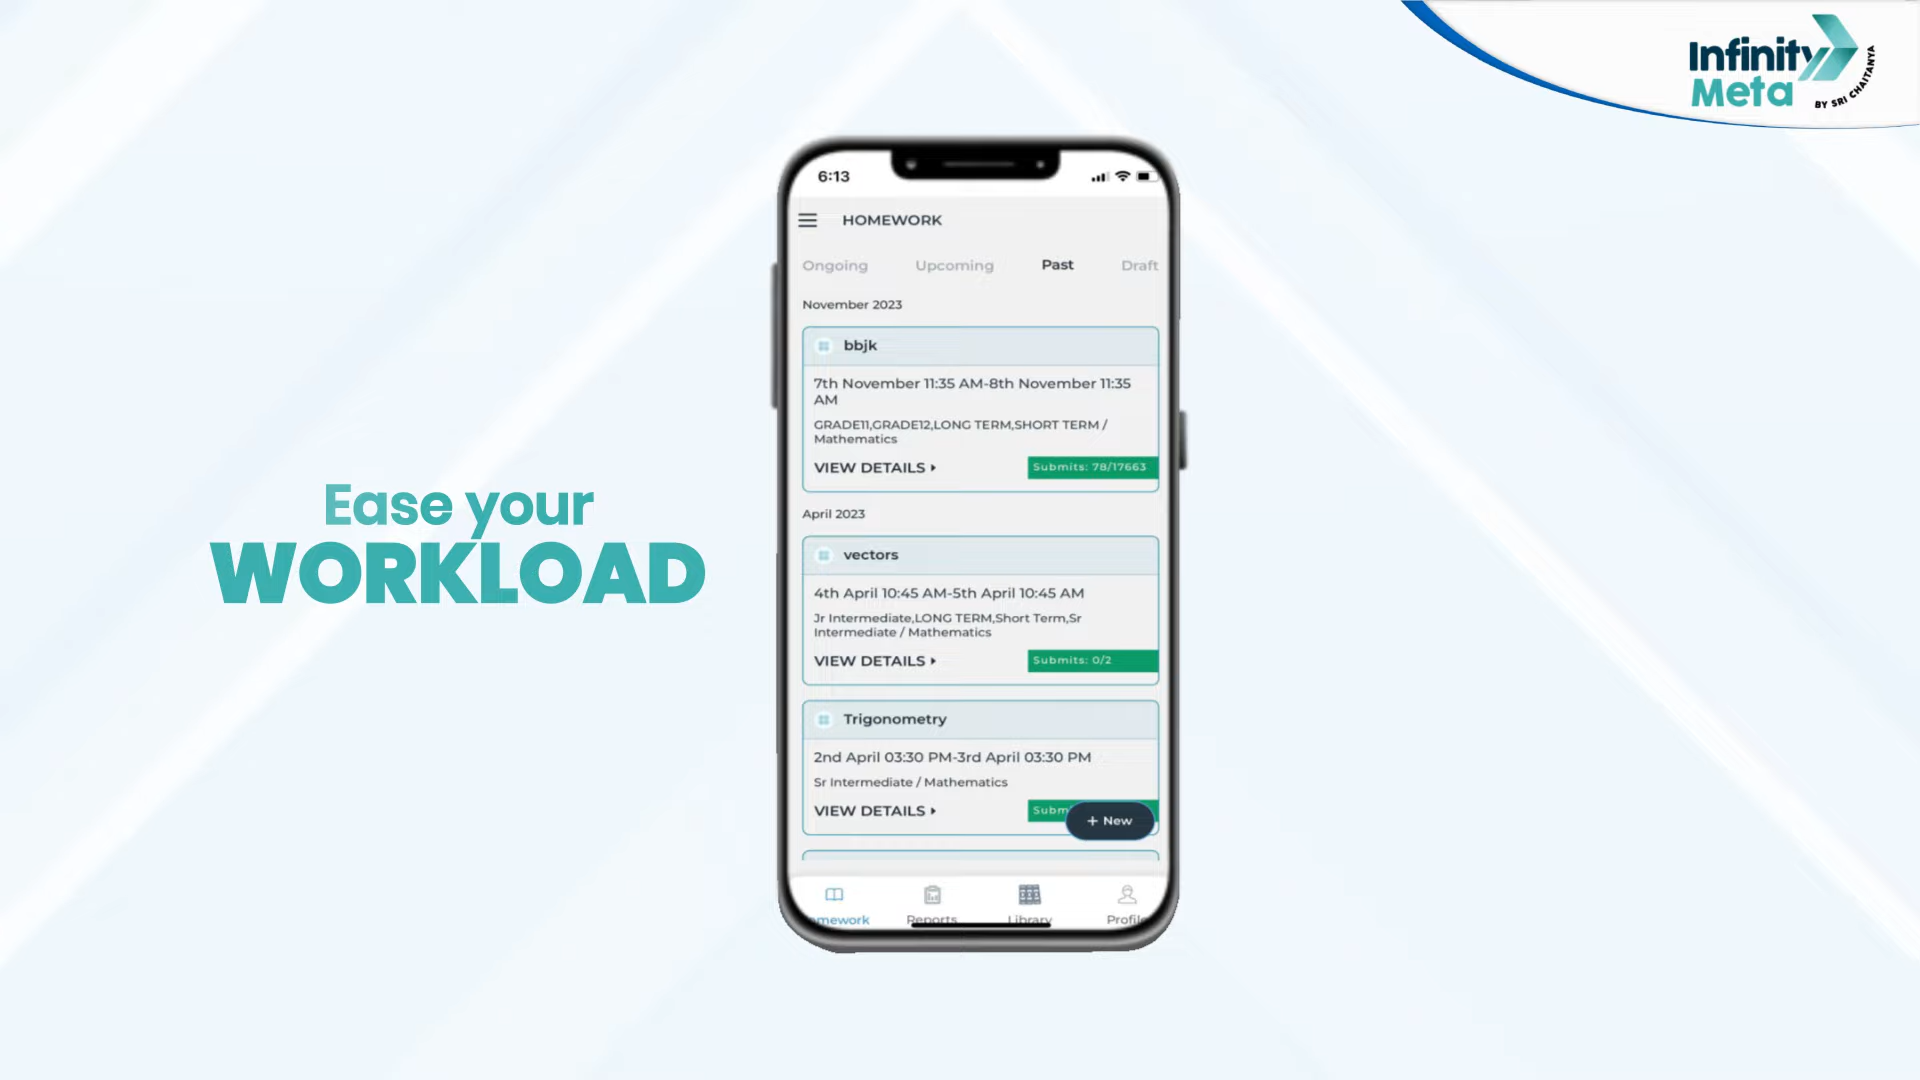 Infinity
Meta
BY SRI CHAITANYA
6:13
HOMEWORK
Ongoing Upcoming Past Draft
November 2023
bbjk
7th November 11:35 AM-8th November 11:35
AM
GRADE11,GRADE12,LONG TERM,SHORT TERM /
Mathematics
VIEW DETAILS Submits: 78/17663
April 2023
vectors
4th April 10:45 AM-5th April 10:45 AM
Jr Intermediate,LONG TERM,Short Term,Sr
Intermediate / Mathematics
VIEW DETAILS Submits: 0/2
Trigonometry
2nd April 03:30 PM-3rd April 03:30 PM
Sr Intermediate / Mathematics
VIEW DETAILS Subm
+ New
omework Reports Library Profile
Ease your
WORKLOAD